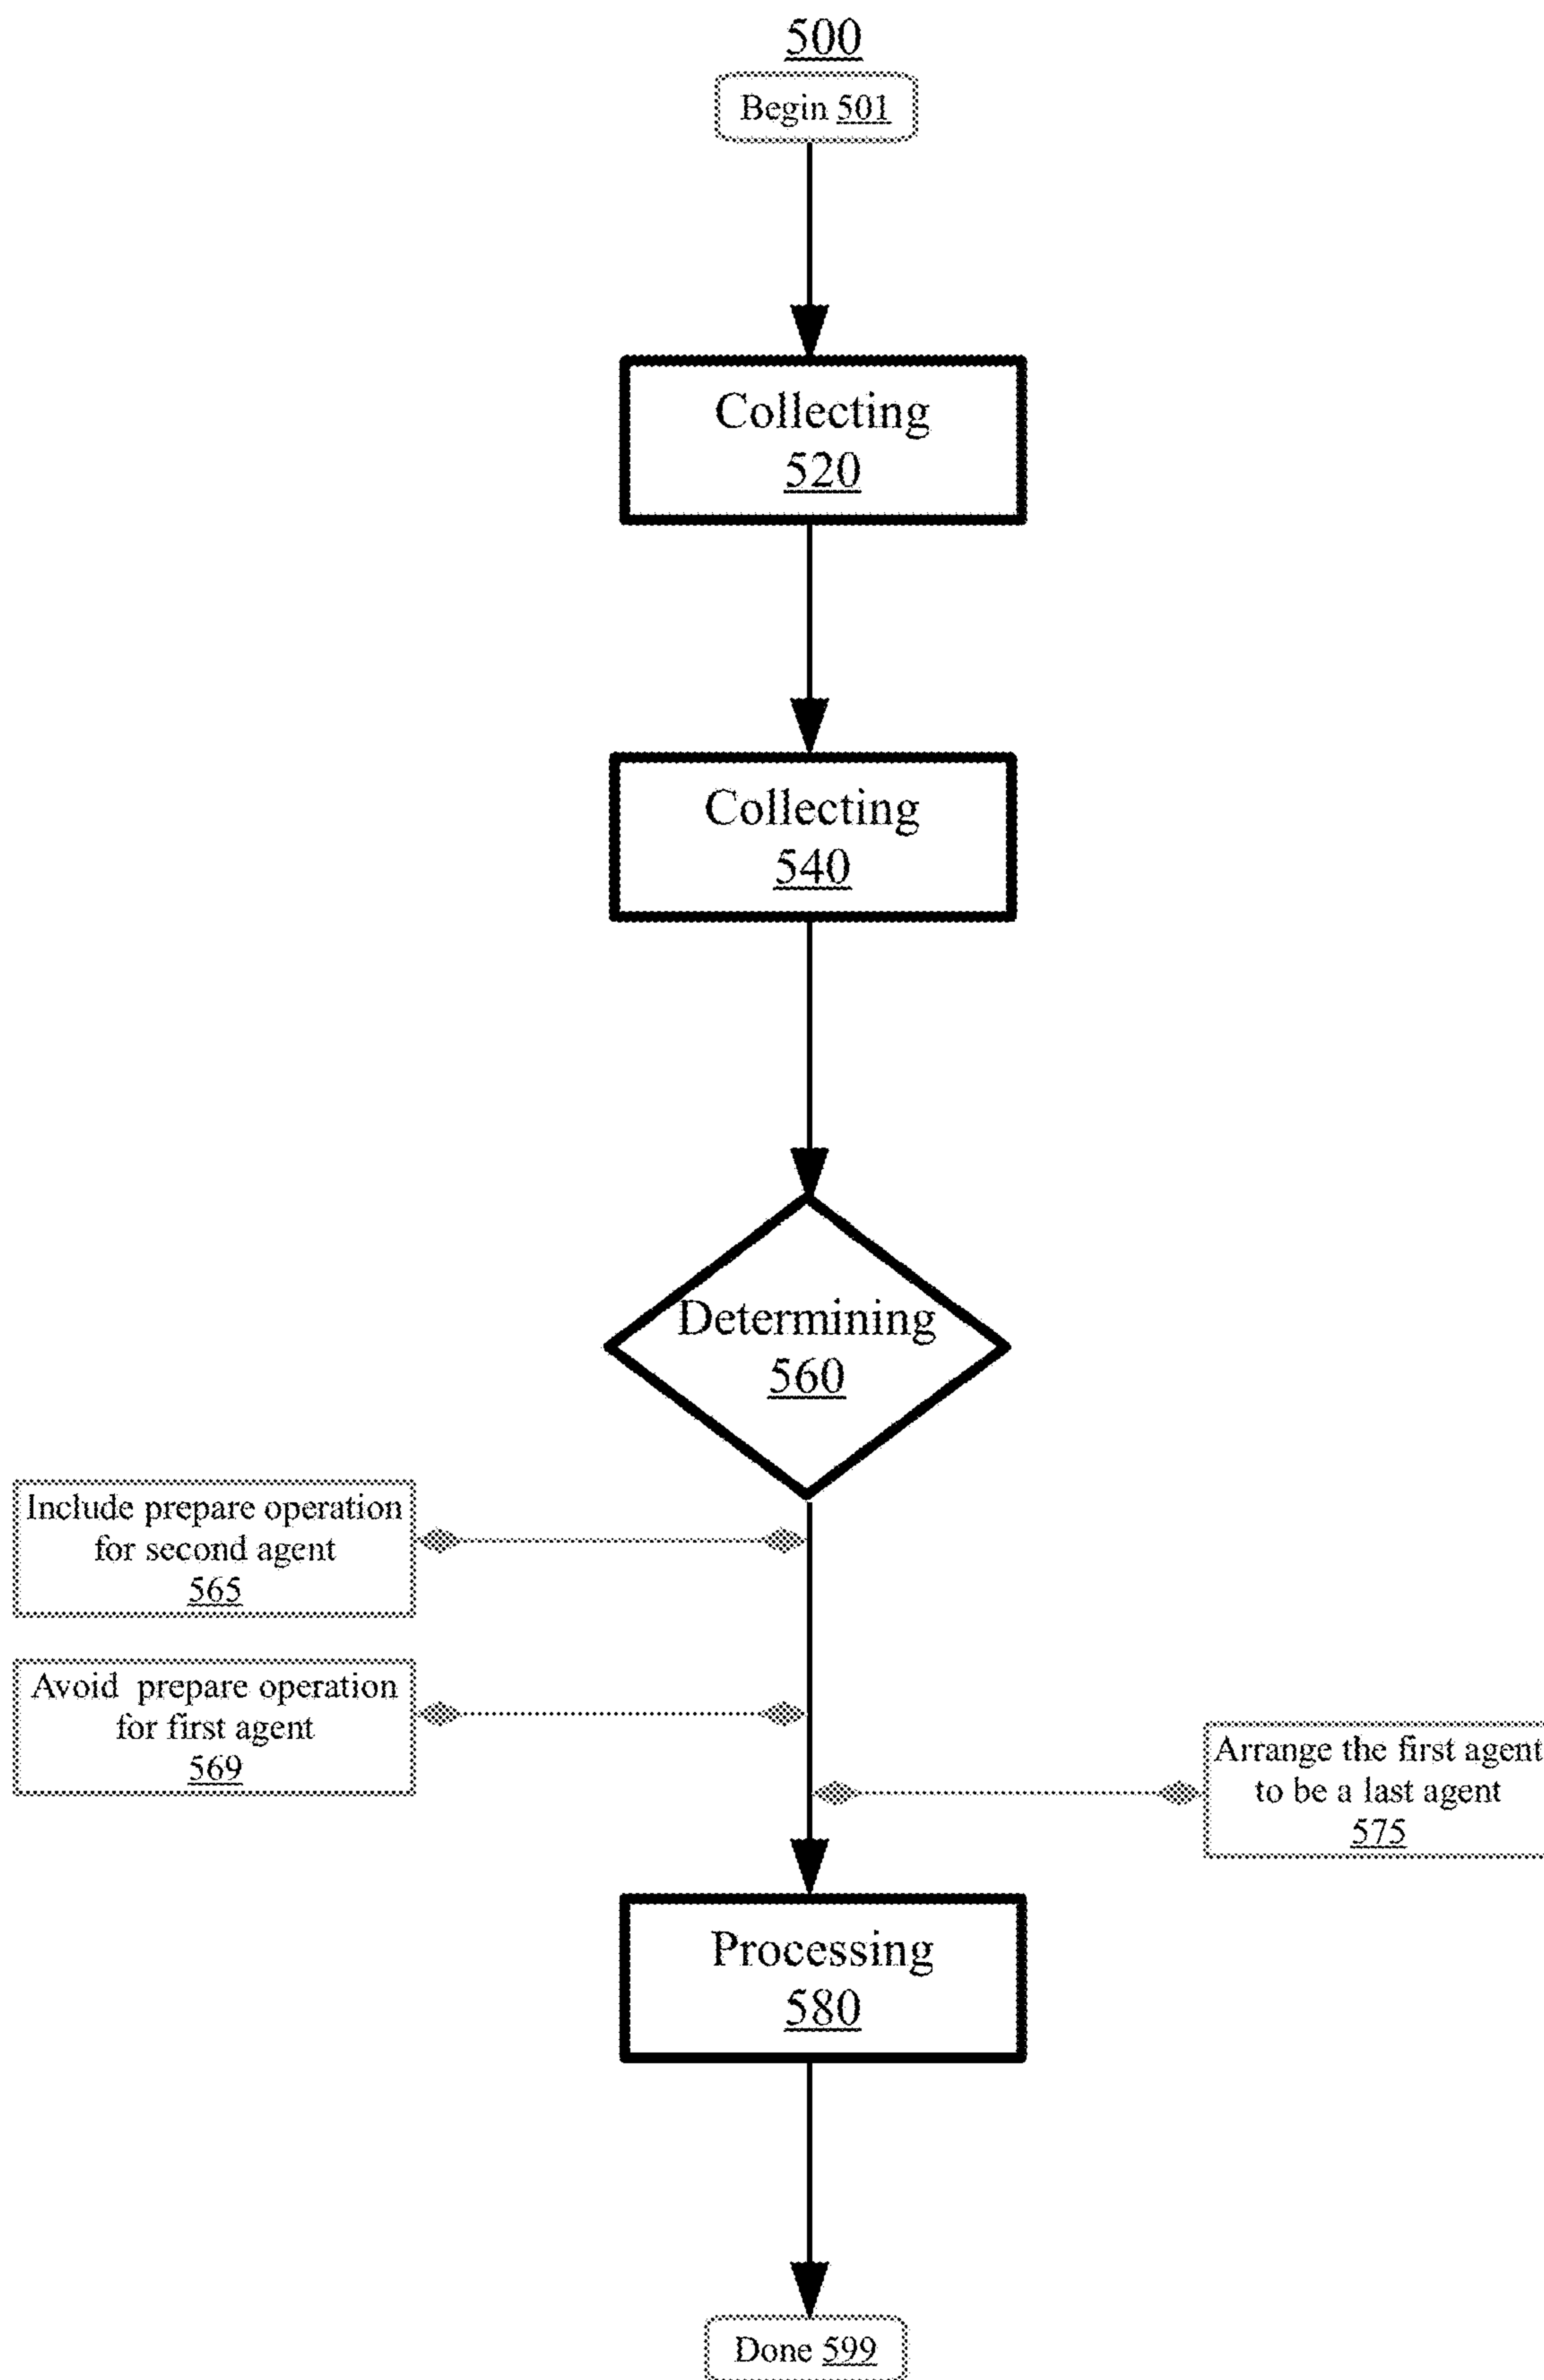 500
Begin 501
Collecting
520
Collecting
540
Determining
560
Include prepare operation
for second agent
565
Avoid prepare operation
for first agent
569
Arrange the first agent
to be a last agent
575
Processing
580
Done 599